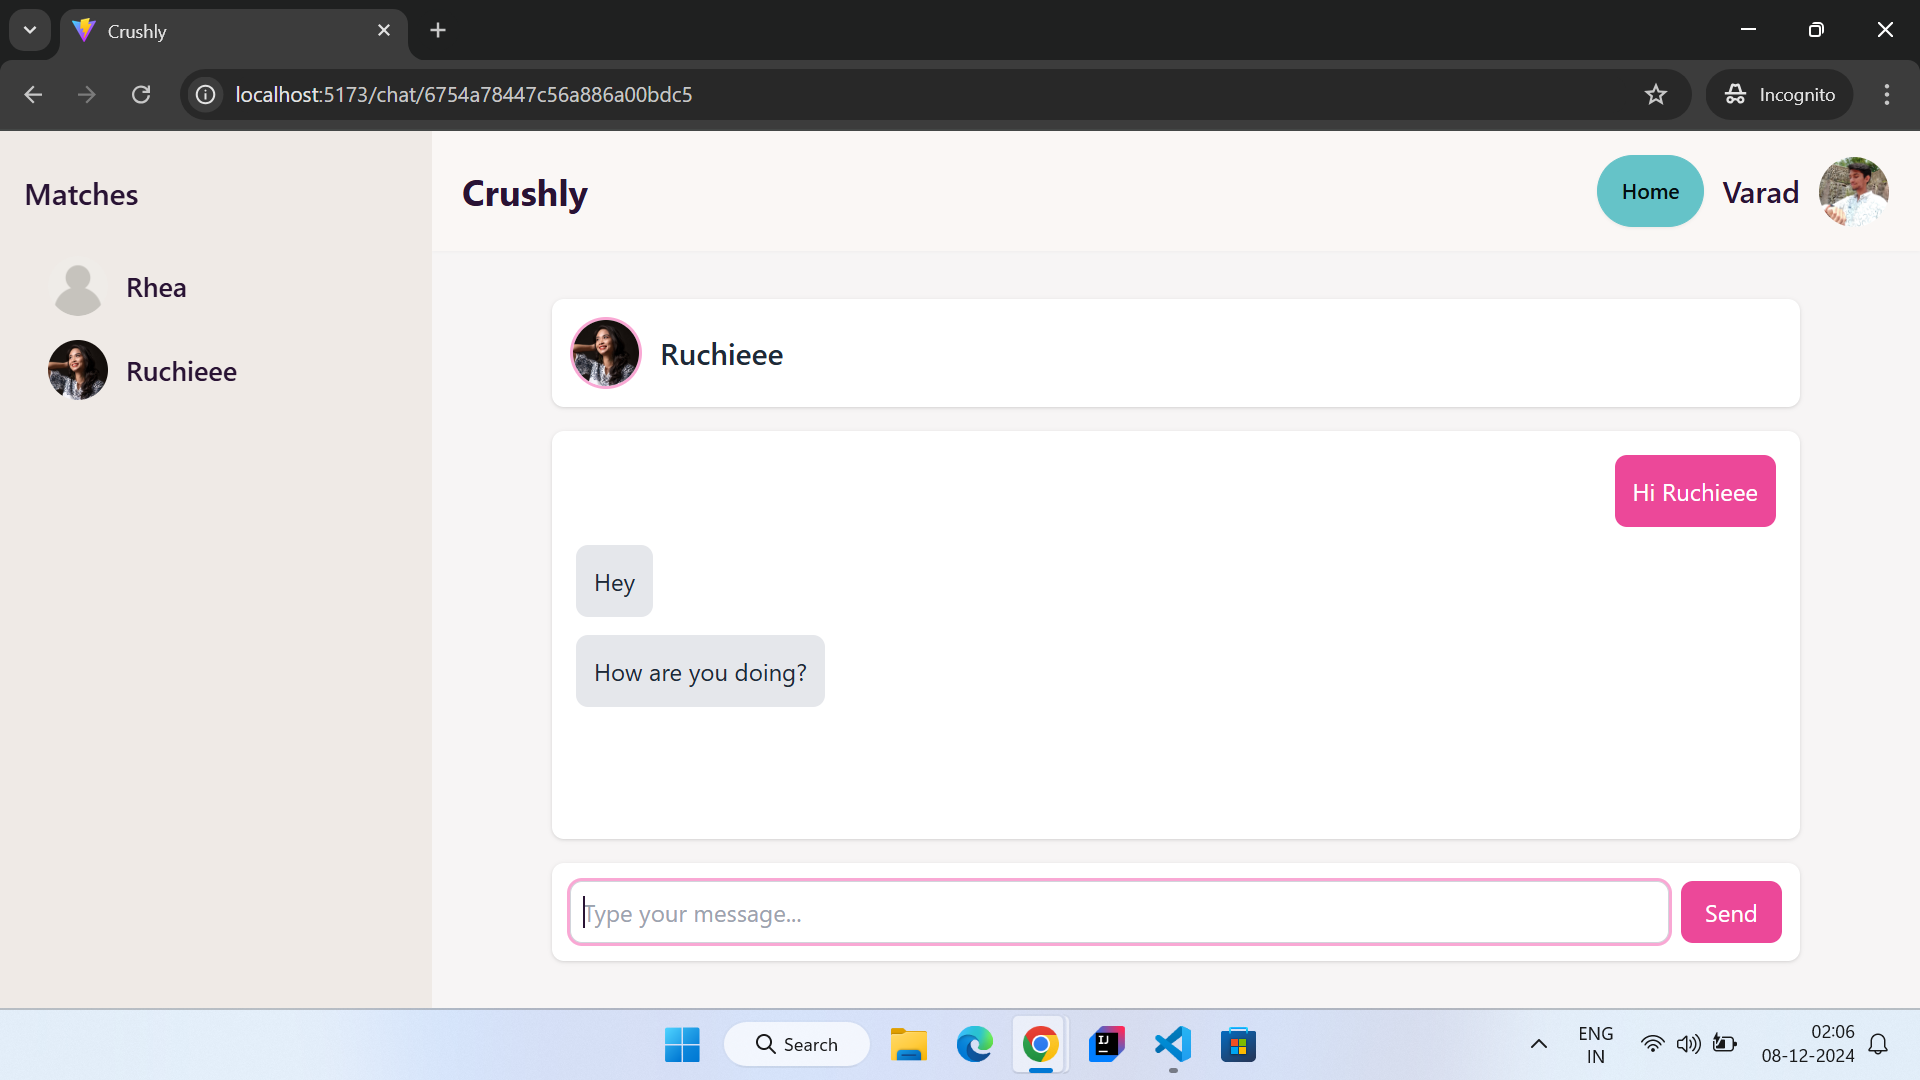 Crushly
localhost:5173/chat/6754a78447c56a886a00bdc5
Incognito
Matches
Rhea
Ruchieee
Crushly
Home
Varad
Ruchieee
Hi Ruchieee
Hey
How are you doing?
Type your message...
Send
Search
IJ
ENG
IN
02:06
08-12-2024